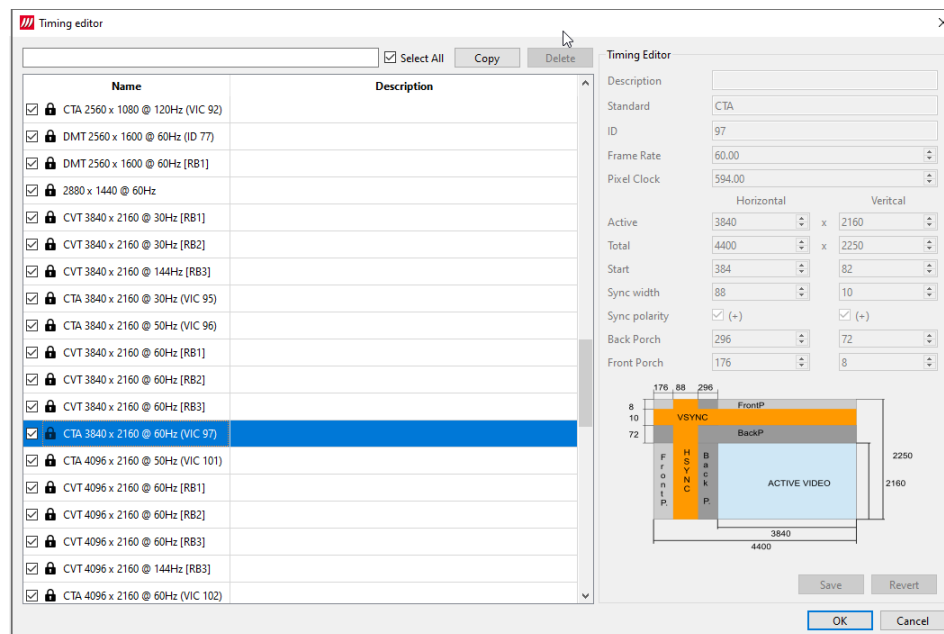 Timing editor
Select All Copy Delete
Name Description
CTA 2560 x 1080 @ 120Hz (VIC 92)
DMT 2560 x 1600 @ 60Hz (ID 77)
DMT 2560 x 1600 @ 60Hz [RB1]
2880 x 1440 @ 60Hz
CVT 3840 x 2160 @ 30Hz [RB1]
CVT 3840 x 2160 @ 30Hz [RB2]
CVT 3840 x 2160 @ 144Hz [RB3]
CTA 3840 x 2160 @ 30Hz (VIC 95)
CTA 3840 x 2160 @ 50Hz (VIC 96)
CVT 3840 x 2160 @ 60Hz [RB1]
CVT 3840 x 2160 @ 60Hz [RB2]
CVT 3840 x 2160 @ 60Hz [RB3]
CTA 3840 x 2160 @ 60Hz (VIC 97)
CTA 4096 x 2160 @ 50Hz (VIC 101)
CVT 4096 x 2160 @ 60Hz [RB1]
CVT 4096 x 2160 @ 60Hz [RB2]
CVT 4096 x 2160 @ 60Hz [RB3]
CVT 4096 x 2160 @ 144Hz [RB3]
CTA 4096 x 2160 @ 60Hz (VIC 102)
Timing Editor
Description
Standard CTA
ID 97
Frame Rate 60.00
Pixel Clock 594.00
Horizontal Veritcal
Active 3840 x 2160
Total 4400 x 2250
Start 384 82
Sync width 88 10
Sync polarity (+) (+)
Back Porch 296 72
Front Porch 176 8
176 88 296
8 FrontP
10 VSYNC
72 BackP
FrontP.
HSYNC
Back P.
ACTIVE VIDEO
2250
2160
3840
4400
Save Revert
OK Cancel